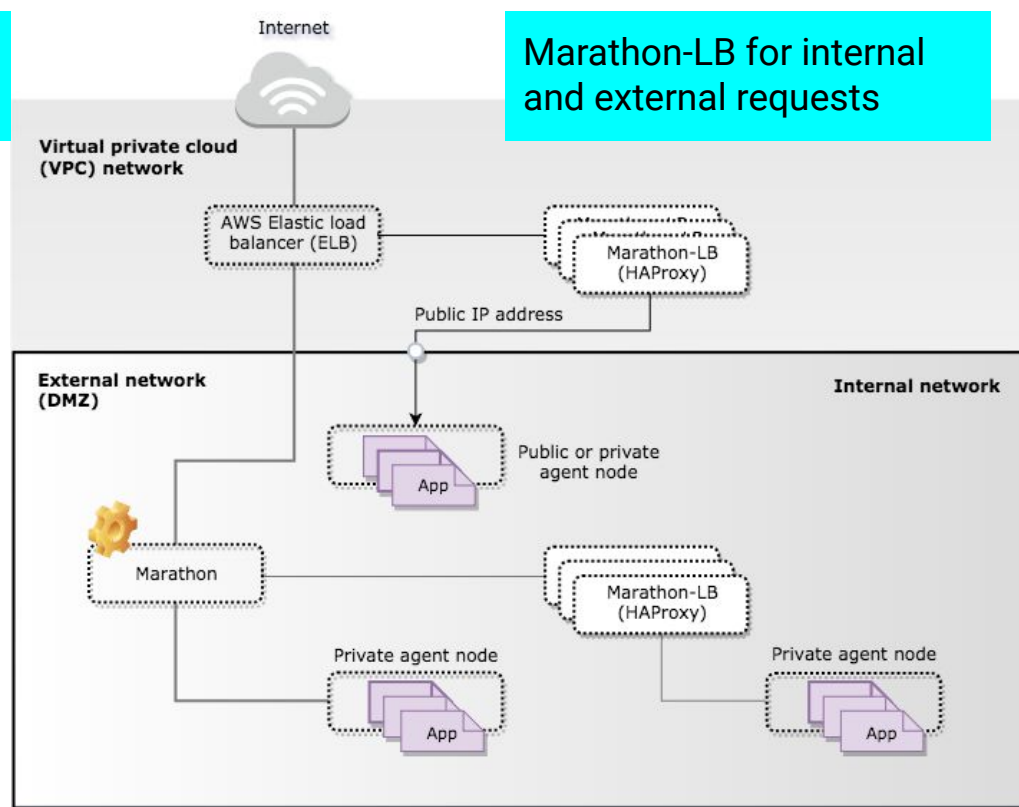 Internet
Marathon-LB for internal
and external requests
Virtual private cloud
(VPC) network
AWS Elastic load
balancer (ELB)
Marathon-LB
(HAProxy)
Public IP address
External network
(DMZ)
Internal network
Public or private
agent node
App
Marathon
Marathon-LB
(HAProxy)
Private agent node
App
Private agent node
App